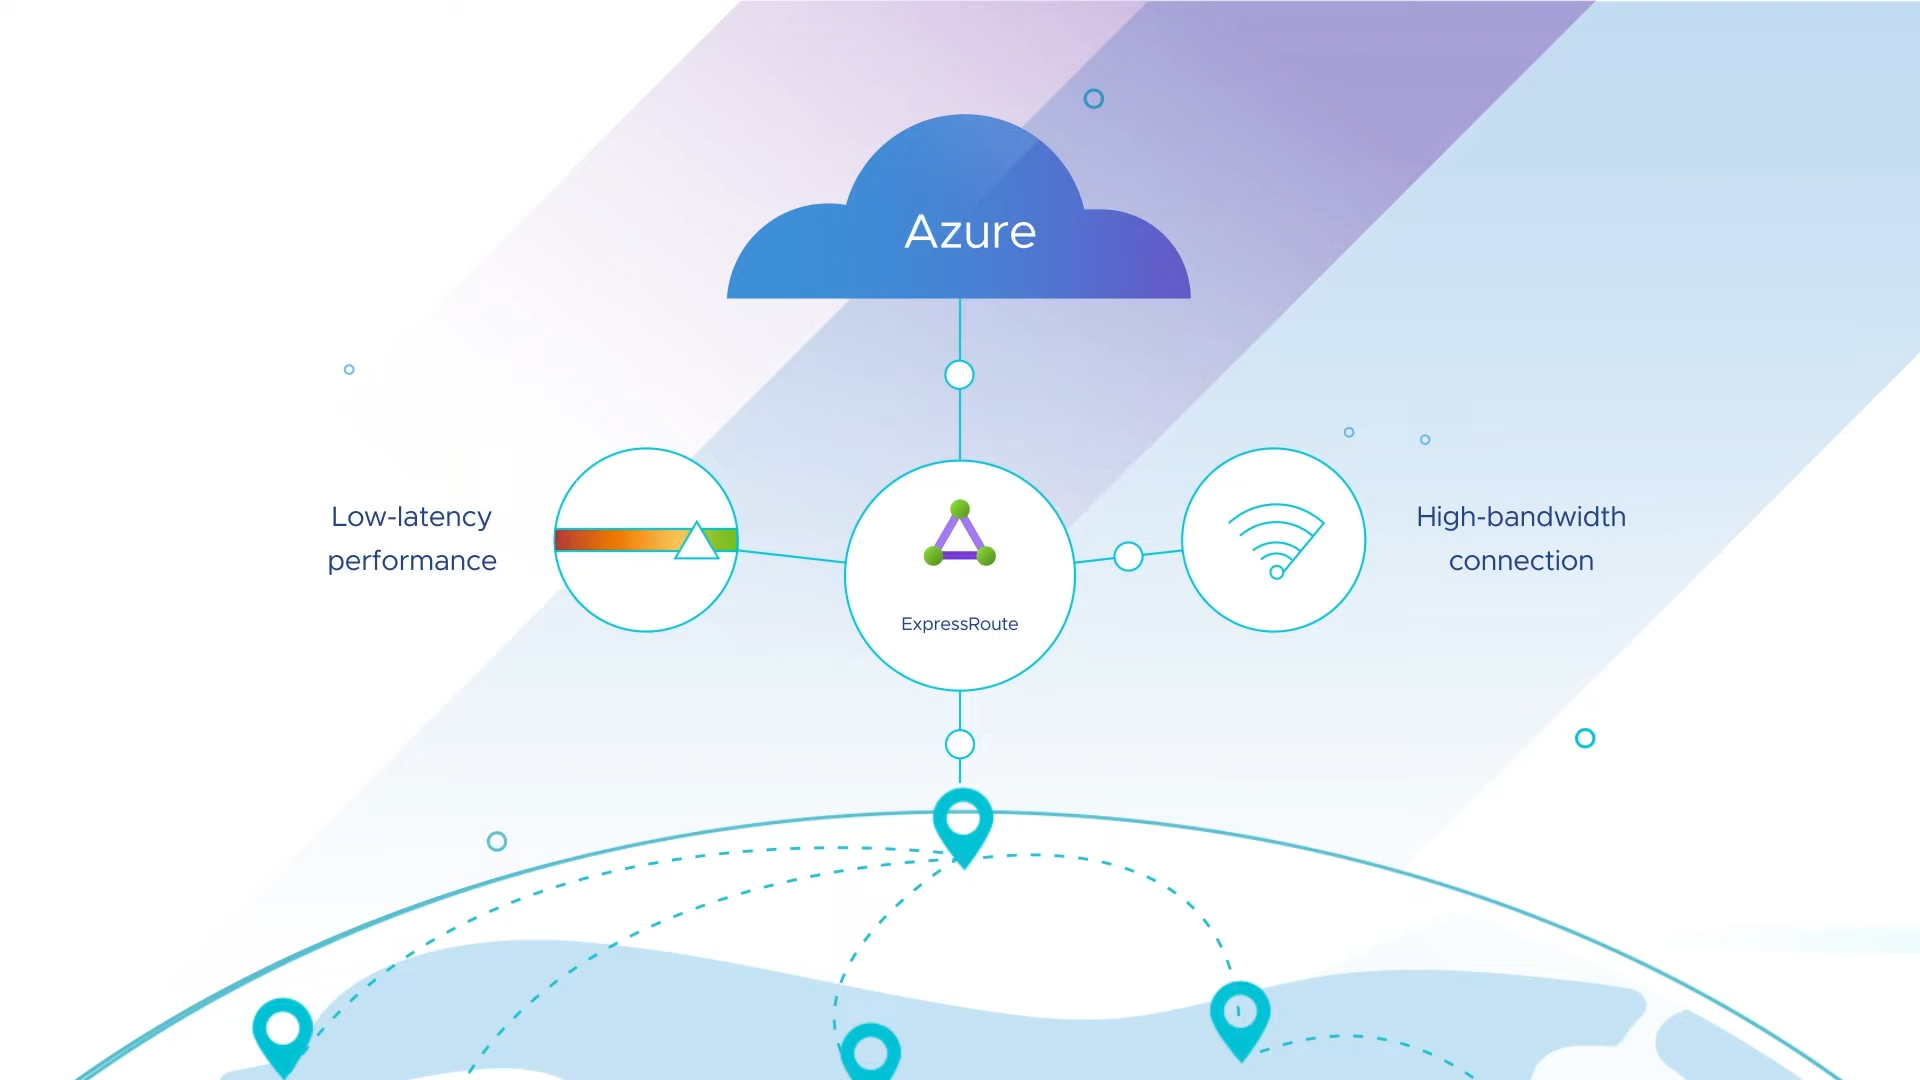 Azure
Low-latency
performance
ExpressRoute
High-bandwidth
connection